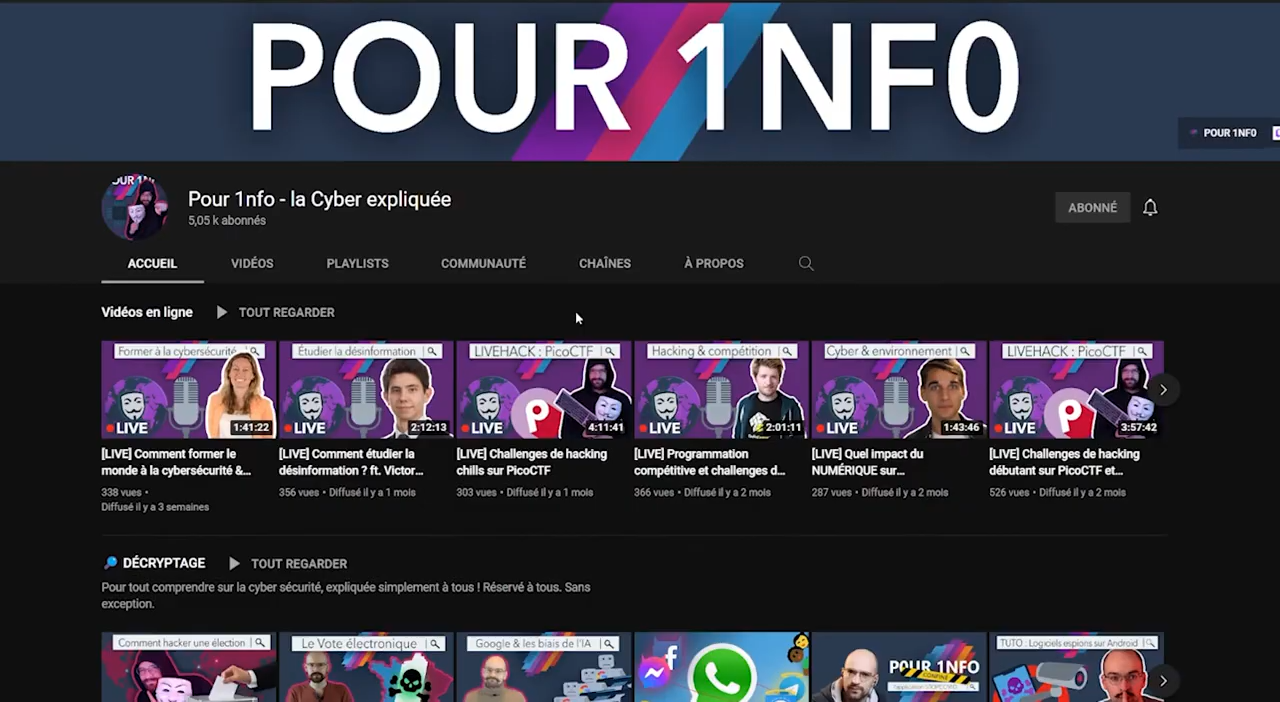 POUR 1NF0
POUR 1NF0
Pour 1nfo - la Cyber expliquée
5,05 k abonnés
ABONNÉ
ACCUEIL VIDÉOS PLAYLISTS COMMUNAUTÉ CHAÎNES À PROPOS
Vidéos en ligne TOUT REGARDER
Former à la cybersécurité
LIVE
1:41:22
Étudier la désinformation
LIVE
2:12:13
LIVEHACK : PicoCTF
LIVE
4:11:41
Hacking & compétition
LIVE
2:01:11
Cyber & environnement
LIVE
1:43:46
LIVEHACK : PicoCTF
LIVE
3:57:42
[LIVE] Comment former le
monde à la cybersécurité &...
338 vues •
Diffusé il y a 3 semaines
[LIVE] Comment étudier la
désinformation ? ft. Victor...
356 vues • Diffusé il y a 1 mois
[LIVE] Challenges de hacking
chills sur PicoCTF
303 vues • Diffusé il y a 1 mois
[LIVE] Programmation
compétitive et challenges d...
366 vues • Diffusé il y a 2 mois
[LIVE] Quel impact du
NUMÉRIQUE sur...
287 vues • Diffusé il y a 2 mois
[LIVE] Challenges de hacking
débutant sur PicoCTF et...
526 vues • Diffusé il y a 2 mois
DÉCRYPTAGE TOUT REGARDER
Pour tout comprendre sur la cyber sécurité, expliquée simplement à tous ! Réservé à tous. Sans
exception.
Comment hacker une élection
Le Vote électronique
Google & les biais de l'IA
POUR 1NFO
CONFINÉ
TUTO : Logiciels espions sur Android